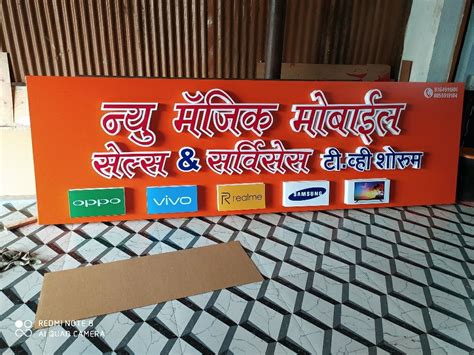 न्यु मॅजिक मोबाईल
सेल्स & सर्विसेस टी.व्ही शोरुम
oppo vivo realme SAMSUNG
REDMI NOTE 8
AI QUAD CAMERA